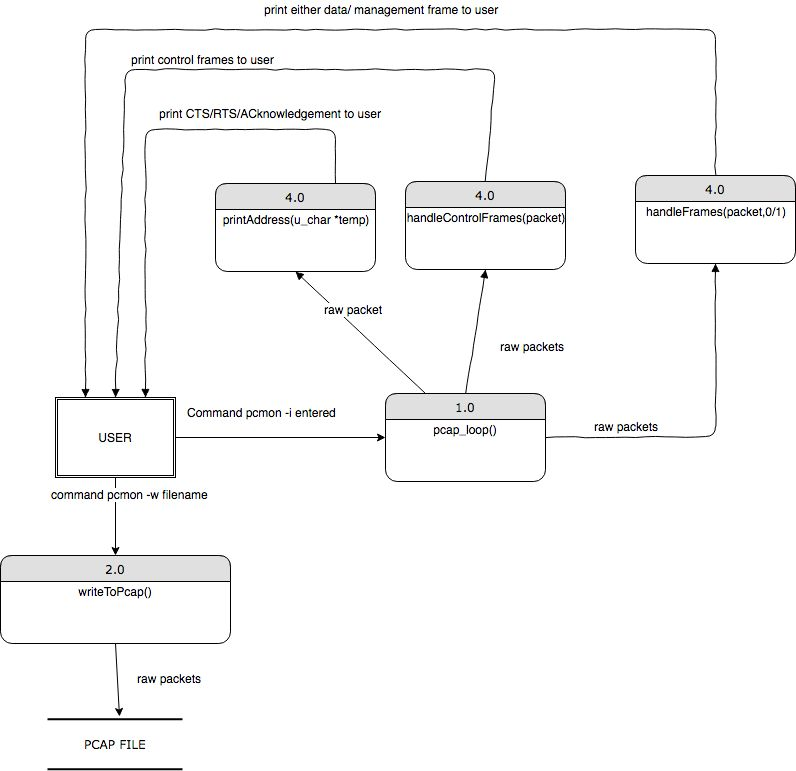 print either data/ management frame to user
print control frames to user
print CTS/RTS/ACknowledgement to user
4.0
printAddress(u_char *temp)
4.0
handleControlFrames(packet)
4.0
handleFrames(packet,0/1)
raw packet
raw packets
USER
Command pcmon -i entered
1.0
pcap_loop()
raw packets
command pcmon -w filename
2.0
writeToPcap()
raw packets
PCAP FILE